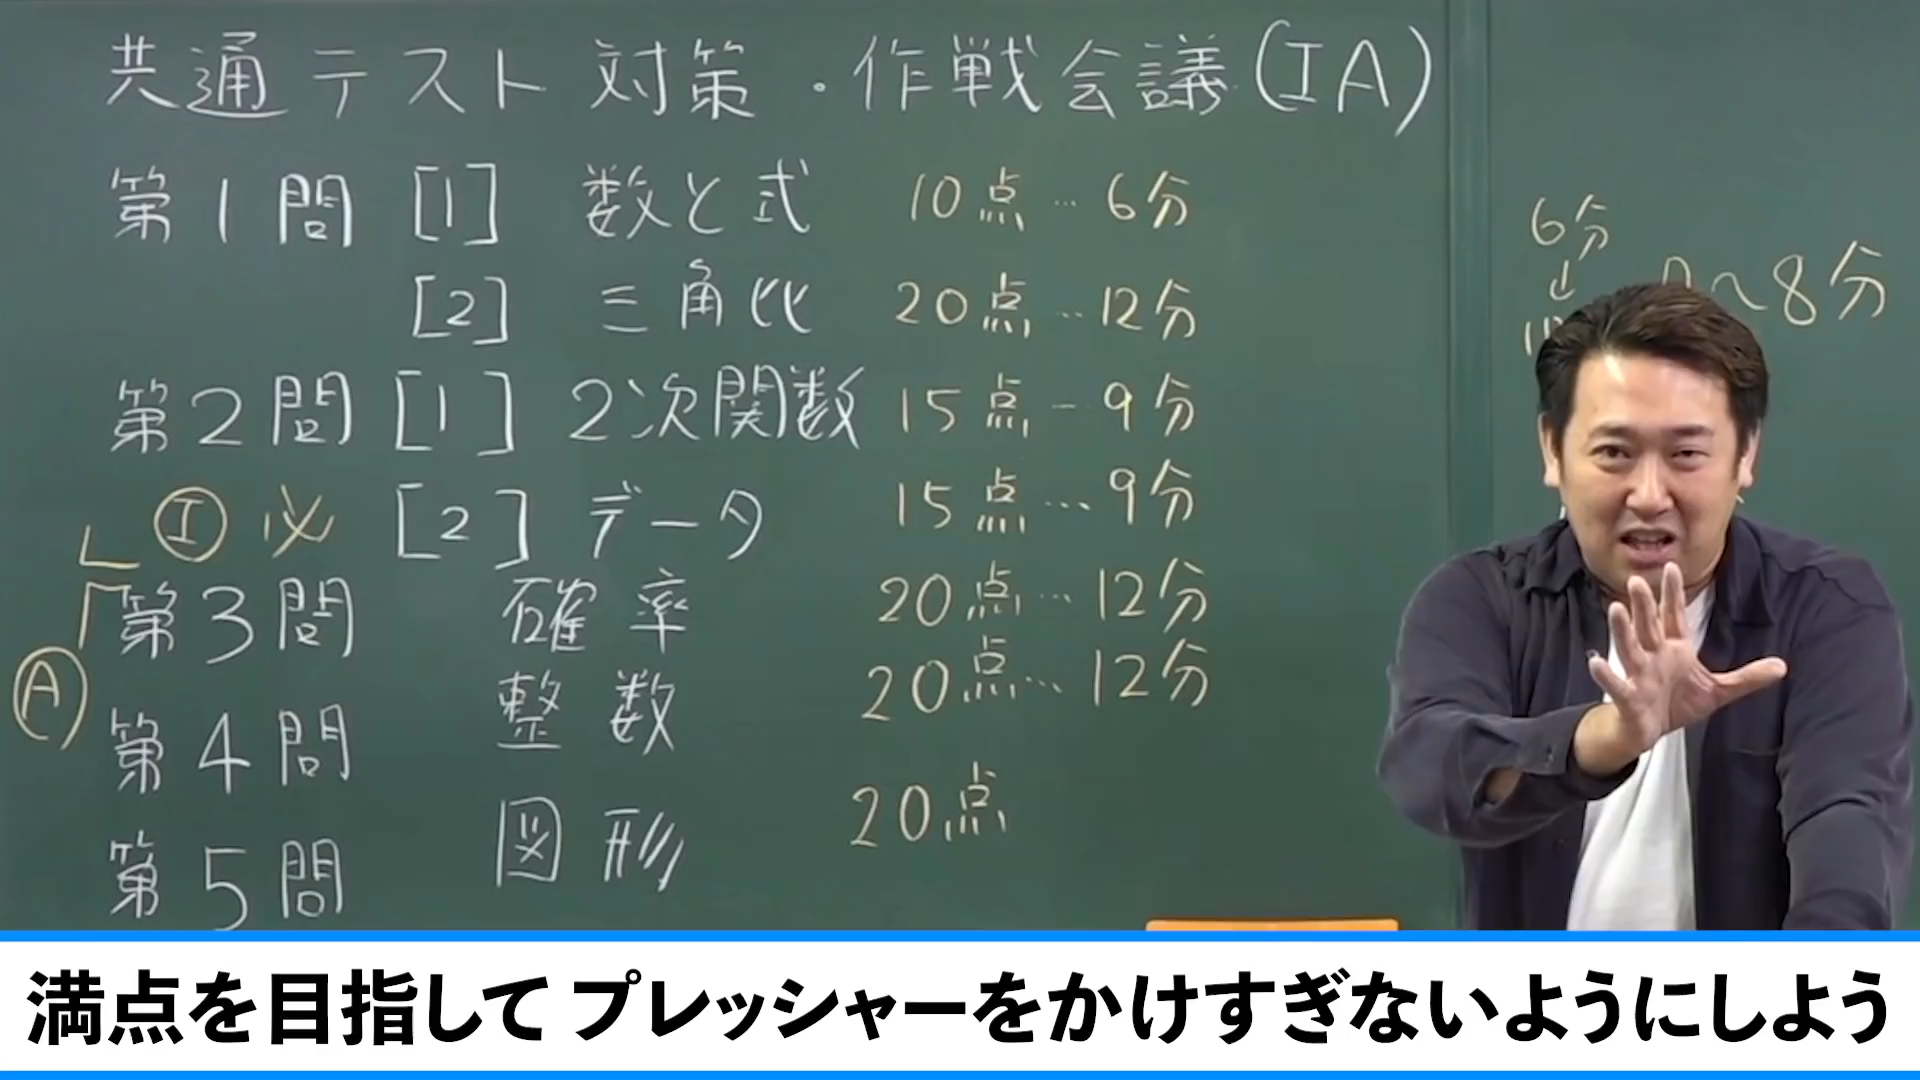 共通テスト対策・作戦会議(IA)
第1問 [1] 数と式 10点…6分
[2] 三角比 20点…12分
第2問 [1] 2次関数 15点-9分
Ⓘ 必 [2] データ 15点…9分
第3問 確率 20点…12分
Ⓐ
第4問 整数 20点…12分
第5問 図形 20点
6分
↓
~8分
満点を目指して プレッシャーをかけすぎないようにしよう